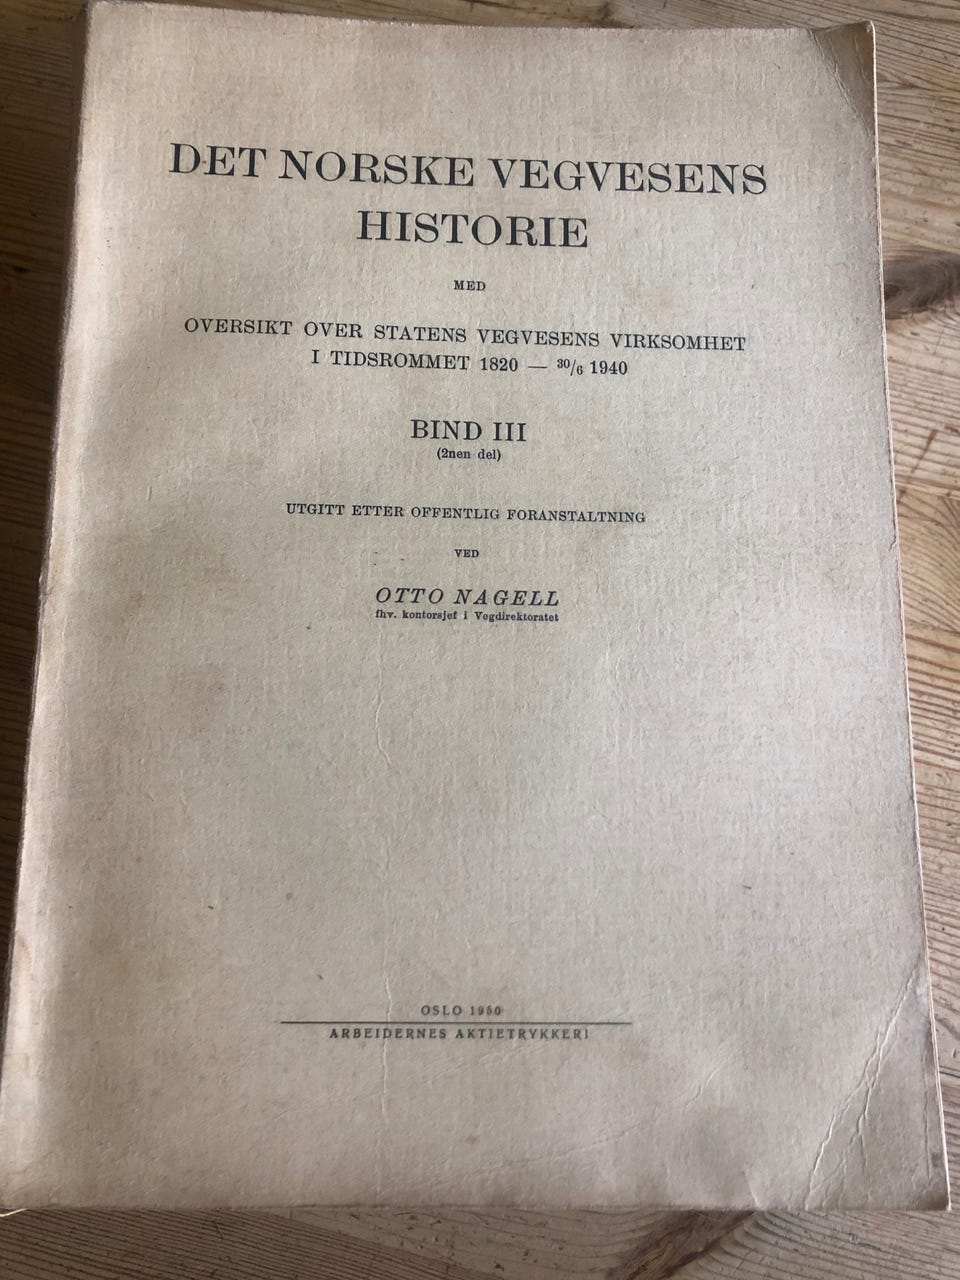 DET NORSKE VEGVESENS
HISTORIE
MED
OVERSIKT OVER STATENS VEGVESENS VIRKSOMHET
I TIDSROMMET 1820 — 30/6 1940
BIND III
(2nen del)
UTGITT ETTER OFFENTLIG FORANSTALTNING
VED
OTTO NAGELL
fhv. kontorsjef i Vegdirektoratet
OSLO 1950
ARBEIDERNES AKTIETRYKKERI